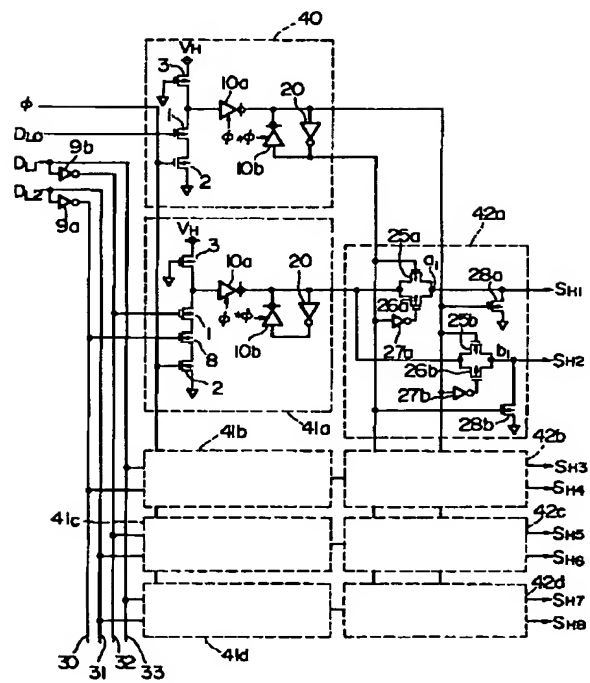 40
VH
3
10a
20
φ
1
DL0
9b
DL1
φ
φ
10b
2
DL2
9a
VH
3
10a
20
42a
25a
a1
28a
SH1
φ
φ
10b
1
26a
27a
25b
b1
8
26b
SH2
2
27b
28b
41a
41b
42b
SH3
SH4
41c
42c
SH5
SH6
42d
SH7
SH8
30
31
32
33
41d